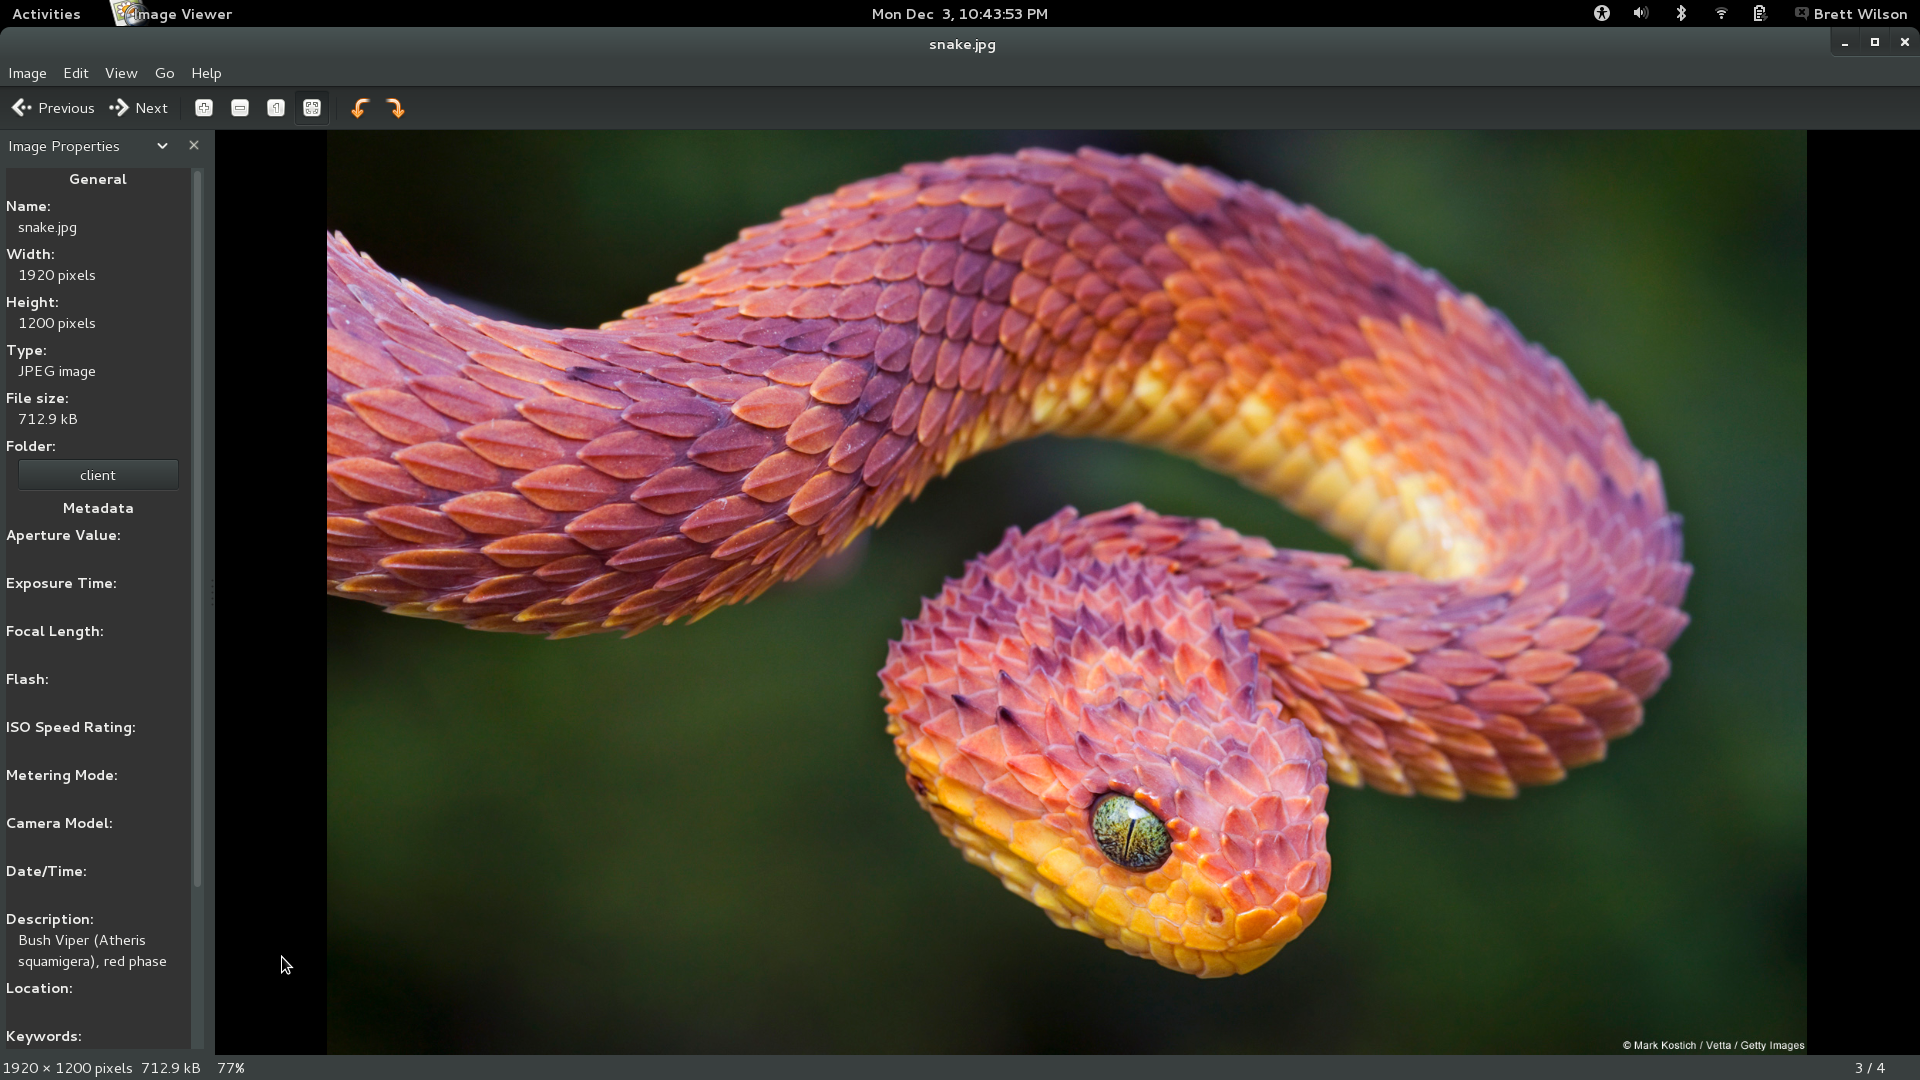 Activities Image Viewer Mon Dec 3, 10:43:53 PM Brett Wilson
snake.jpg
Image Edit View Go Help
Previous Next
Image Properties
General
Name:
snake.jpg
Width:
1920 pixels
Height:
1200 pixels
Type:
JPEG image
File size:
712.9 kB
Folder:
client
Metadata
Aperture Value:
Exposure Time:
Focal Length:
Flash:
ISO Speed Rating:
Metering Mode:
Camera Model:
Date/Time:
Description:
Bush Viper (Atheris
squamigera), red phase
Location:
Keywords:
© Mark Kostich / Vetta / Getty Images
1920 × 1200 pixels 712.9 kB 77% 3 / 4